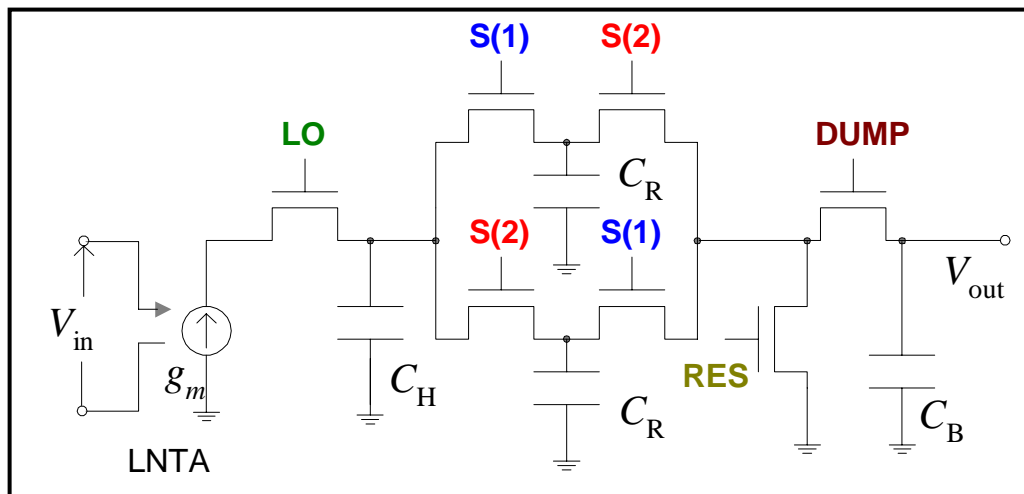 S(1)
S(2)
LO
DUMP
C_R
S(2)
S(1)
V_in
V_out
g_m
C_H
RES
C_R
C_B
LNTA